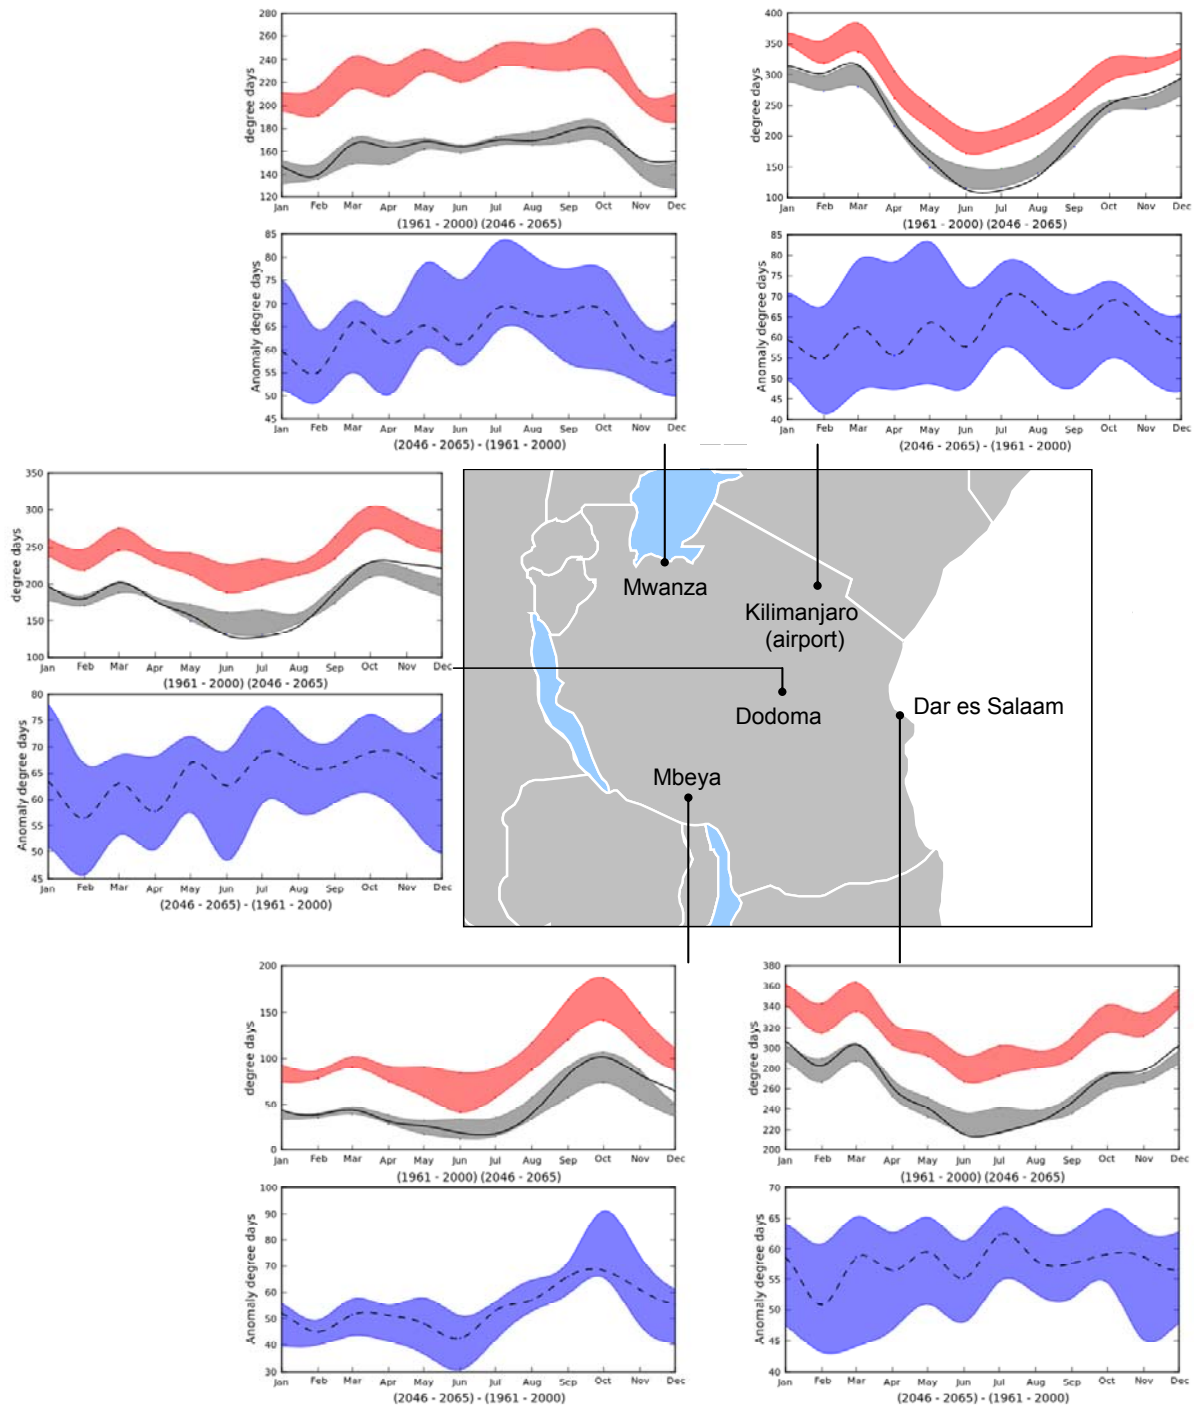 280
260
240
220
200
180
160
140
120
degree days
Jan Feb Mar Apr May Jun Jul Aug Sep Oct Nov Dec
(1961 - 2000) (2046 - 2065)
400
350
300
250
200
150
100
degree days
Jan Feb Mar Apr May Jun Jul Aug Sep Oct Nov Dec
(1961 - 2000) (2046 - 2065)
85
80
75
70
65
60
55
50
45
Anomaly degree days
Jan Feb Mar Apr May Jun Jul Aug Sep Oct Nov Dec
(2046 - 2065) - (1961 - 2000)
85
80
75
70
65
60
55
50
45
40
Anomaly degree days
Jan Feb Mar Apr May Jun Jul Aug Sep Oct Nov Dec
(2046 - 2065) - (1961 - 2000)
350
300
250
200
150
100
degree days
Jan Feb Mar Apr May Jun Jul Aug Sep Oct Nov Dec
(1961 - 2000) (2046 - 2065)
80
75
70
65
60
55
50
45
Anomaly degree days
Jan Feb Mar Apr May Jun Jul Aug Sep Oct Nov Dec
(2046 - 2065) - (1961 - 2000)
Mwanza
Kilimanjaro
(airport)
Dodoma
Dar es Salaam
Mbeya
200
150
100
50
0
degree days
Jan Feb Mar Apr May Jun Jul Aug Sep Oct Nov Dec
(1961 - 2000) (2046 - 2065)
380
360
340
320
300
280
260
240
220
200
degree days
Jan Feb Mar Apr May Jun Jul Aug Sep Oct Nov Dec
(1961 - 2000) (2046 - 2065)
100
90
80
70
60
50
40
30
Anomaly degree days
Jan Feb Mar Apr May Jun Jul Aug Sep Oct Nov Dec
(2046 - 2065) - (1961 - 2000)
70
65
60
55
50
45
40
Anomaly degree days
Jan Feb Mar Apr May Jun Jul Aug Sep Oct Nov Dec
(2046 - 2065) - (1961 - 2000)